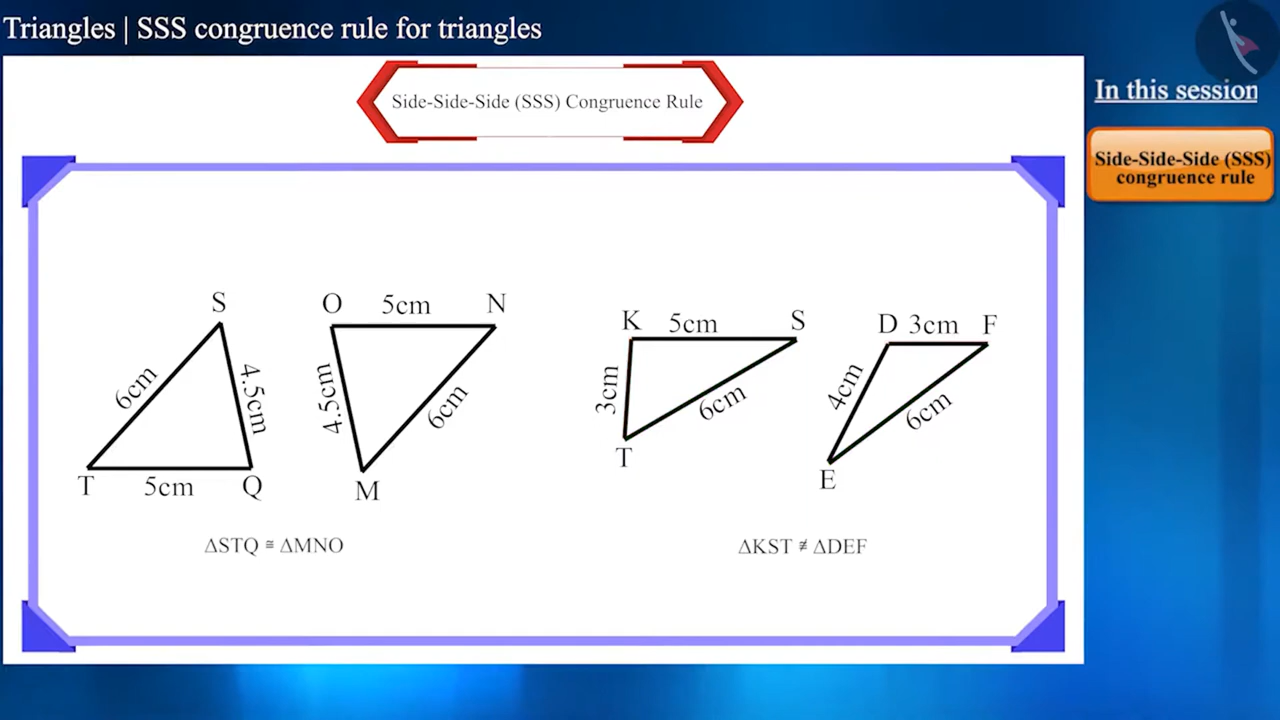 Triangles | SSS congruence rule for triangles
Side-Side-Side (SSS) Congruence Rule
In this session
Side-Side-Side (SSS)
congruence rule
S
6cm
4.5cm
T
5cm
Q
O
5cm
N
4.5cm
6cm
M
K
5cm
S
3cm
6cm
T
D
3cm
F
4cm
6cm
E
ΔSTQ ≅ ΔMNO
ΔKST ≇ ΔDEF